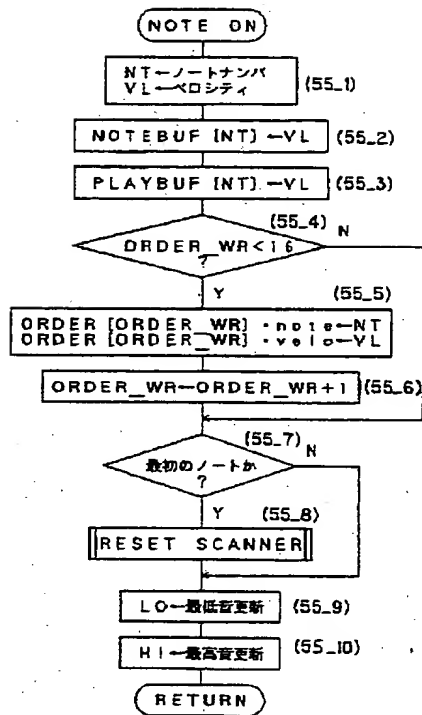 NOTE ON
NT←ノートナンバ
VL←ベロシティ
(55_1)
NOTEBUF [NT] ←VL
(55_2)
PLAYBUF [NT] ←VL
(55_3)
(55_4)
N
ORDER_WR<16
?
Y
(55_5)
ORDER [ORDER_WR] ・note←NT
ORDER [ORDER_WR] ・velo←VL
ORDER_WR←ORDER_WR+1
(55_6)
(55_7)
N
最初のノートか
?
Y
(55_8)
RESET SCANNER
LO←最低音更新
(55_9)
HI←最高音更新
(55_10)
RETURN